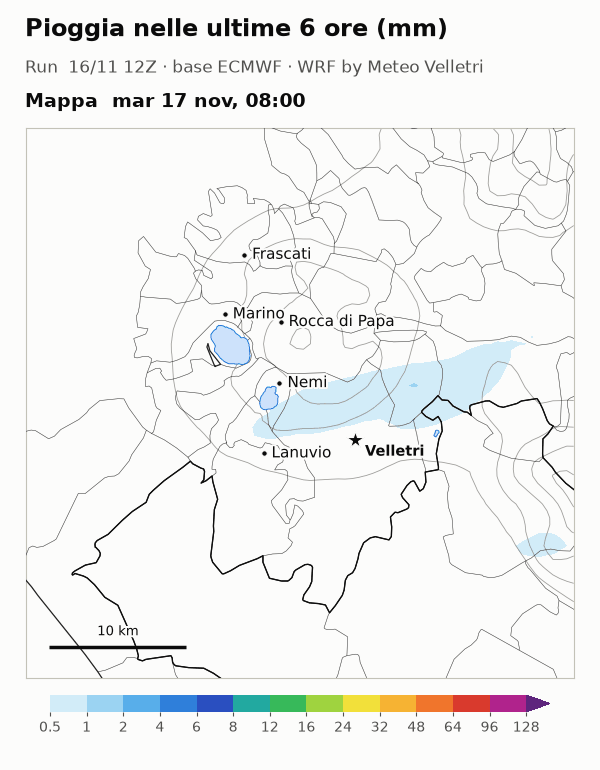 Pioggia nelle ultime 6 ore (mm)
Run  16/11 12Z · base ECMWF · WRF by Meteo Velletri
Mappa  mar 17 nov, 08:00
Frascati
Marino
Rocca di Papa
Nemi
Velletri
Lanuvio
10 km
0.5 1 2 4 6 8 12 16 24 32 48 64 96 128